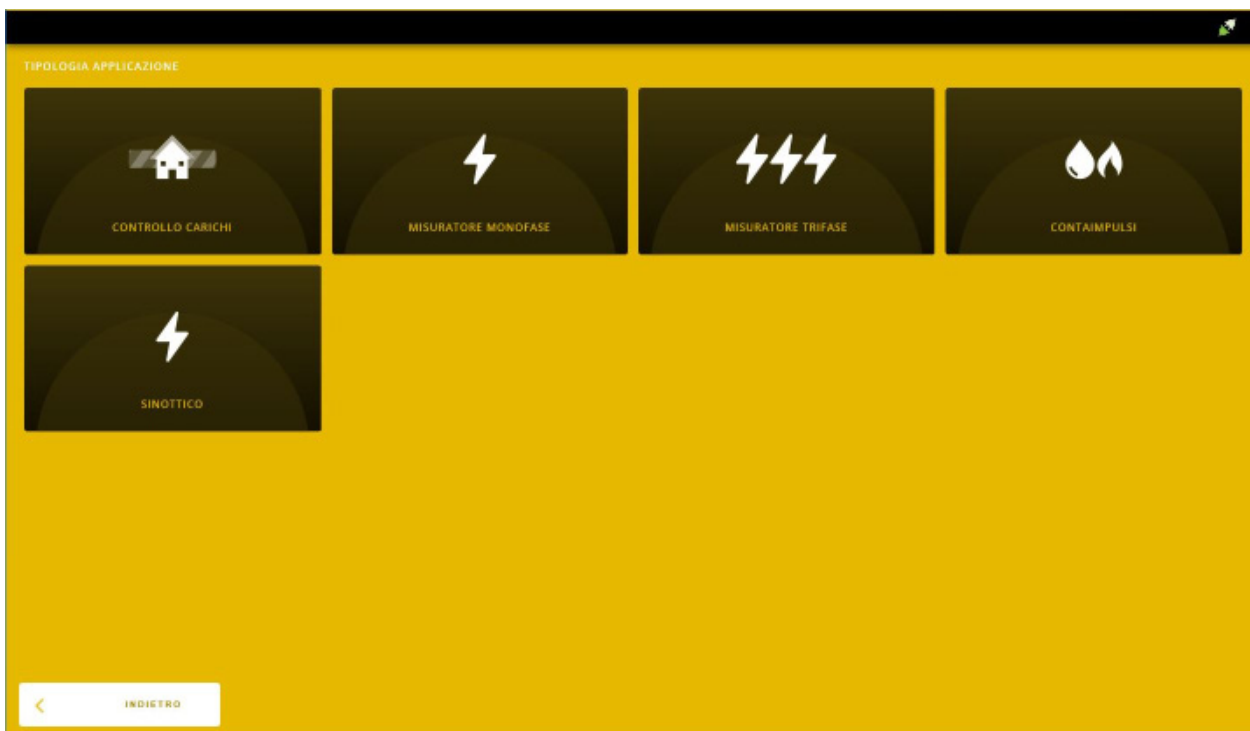 TIPOLOGIA APPLICAZIONE
CONTROLLO CARICHI
MISURATORE MONOFASE
MISURATORE TRIFASE
CONTAIMPULSI
SINOTTICO
INDIETRO